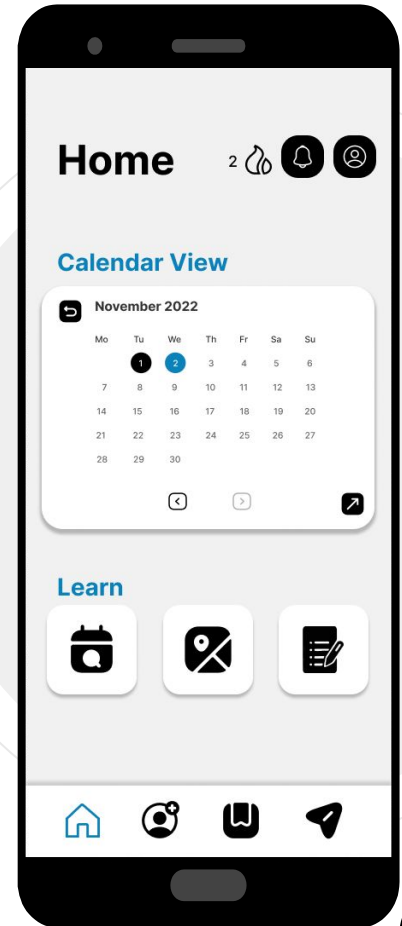 Home 2
Calendar View
November 2022
Mo Tu We Th Fr Sa Su
1 2 3 4 5 6
7 8 9 10 11 12 13
14 15 16 17 18 19 20
21 22 23 24 25 26 27
28 29 30
Learn